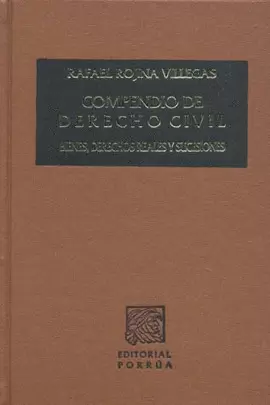 RAFAEL ROJINA VILLEGAS
COMPENDIO DE
DERECHO CIVIL
BIENES, DERECHOS REALES Y SUCESIONES
EDITORIAL
PORRÚA